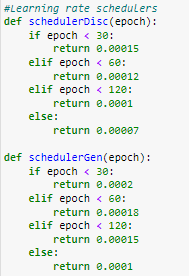 #Learning rate schedulers
def schedulerDisc(epoch):
    if epoch < 30:
        return 0.00015
    elif epoch < 60:
        return 0.00012
    elif epoch < 120:
        return 0.0001
    else:
        return 0.00007

def schedulerGen(epoch):
    if epoch < 30:
        return 0.0002
    elif epoch < 60:
        return 0.00018
    elif epoch < 120:
        return 0.00015
    else:
        return 0.0001